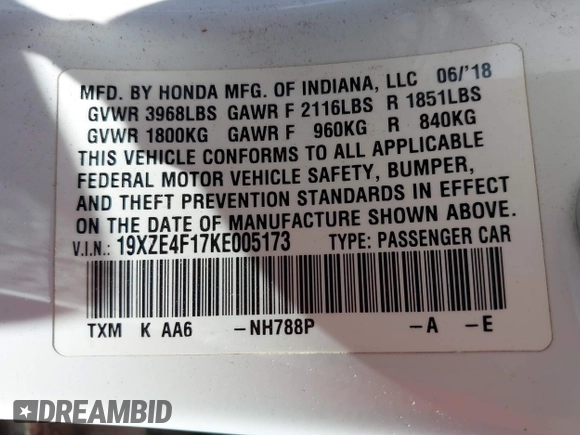 MFD. BY HONDA MFG. OF INDIANA, LLC 06/'18
GVWR 3968LBS GAWR F 2116LBS R 1851LBS
GVWR 1800KG GAWR F 960KG R 840KG
THIS VEHICLE CONFORMS TO ALL APPLICABLE
FEDERAL MOTOR VEHICLE SAFETY, BUMPER,
AND THEFT PREVENTION STANDARDS IN EFFECT
ON THE DATE OF MANUFACTURE SHOWN ABOVE.
V.I.N.: 19XZE4F17KE005173 TYPE: PASSENGER CAR
TXM K AA6 -NH788P -A -E
DREAMBID